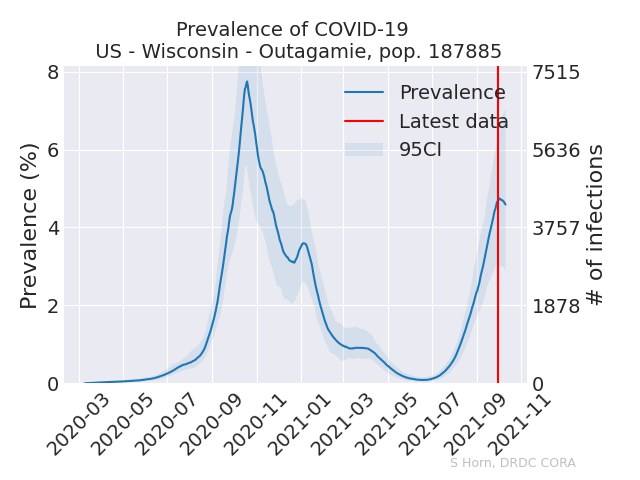 Prevalence of COVID-19
US - Wisconsin - Outagamie, pop. 187885
Prevalence (%)
8
6
4
2
0
7515
5636
3757
1878
0
# of infections
Prevalence
Latest data
95CI
2020-03
2020-05
2020-07
2020-09
2020-11
2021-01
2021-03
2021-05
2021-07
2021-09
2021-11
S Horn, DRDC CORA